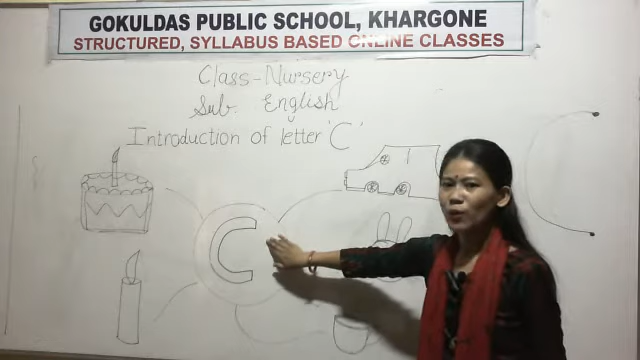 GOKULDAS PUBLIC SCHOOL, KHARGONE
STRUCTURED, SYLLABUS BASED ONLINE CLASSES
Class-Nursery
Sub. English
Introduction of letter 'C'
C